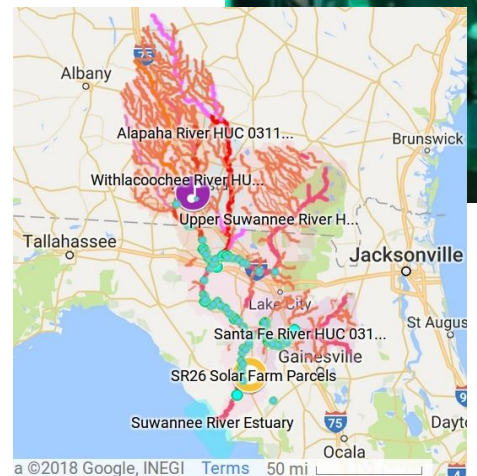 Albany
Alapaha River HUC 0311...
Brunswick
Withlacoochee River HU...
Upper Suwannee River H...
Tallahassee
Jacksonville
Lake City
Santa Fe River HUC 031...
St Augus
Gainesville
SR26 Solar Farm Parcels
Suwannee River Estuary
75
Dayto
Ocala
a ©2018 Google, INEGI Terms 50 mi